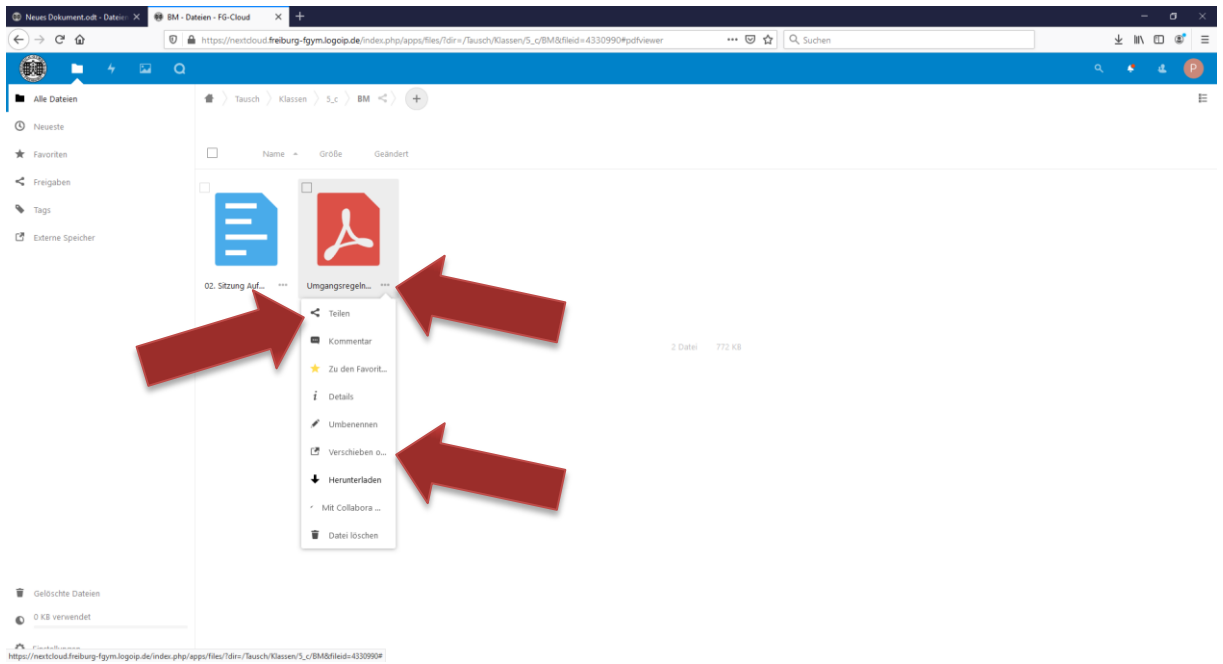 Neues Dokument.odt - Dateien
BM - Dateien - FG-Cloud
https://nextcloud.freiburg-fgym.logoip.de/index.php/apps/files/?dir=/Tausch/Klassen/5_c/BM&fileid=4330990#pdfviewer
Suchen
P
Alle Dateien
Tausch
Klassen
5_c
BM
Neueste
Favoriten
Name
Größe
Geändert
Freigaben
Tags
Externe Speicher
02. Sitzung Auf...
Umgangsregeln...
Teilen
Kommentar
2 Datei 772 KB
Zu den Favorit...
Details
Umbenennen
Verschieben o...
Herunterladen
Mit Collabora ...
Datei löschen
Gelöschte Dateien
0 KB verwendet
Einstellungen
https://nextcloud.freiburg-fgym.logoip.de/index.php/apps/files/?dir=/Tausch/Klassen/5_c/BM&fileid=4330990#